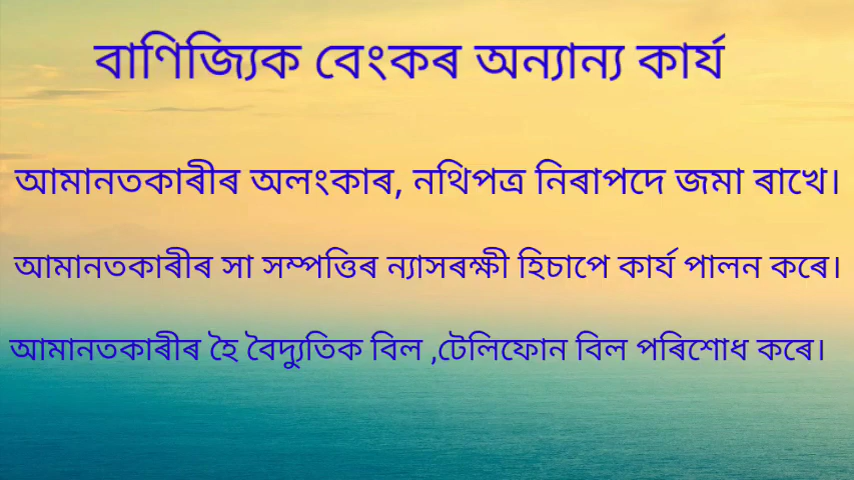 বাণিজ্যিক বেংকৰ অন্যান্য কাৰ্য
আমানতকাৰীৰ অলংকাৰ, নথিপত্ৰ নিৰাপদে জমা ৰাখে।
আমানতকাৰীৰ সা সম্পত্তিৰ ন্যাসৰক্ষী হিচাপে কাৰ্য পালন কৰে।
আমানতকাৰীৰ হৈ বৈদ্যুতিক বিল ,টেলিফোন বিল পৰিশোধ কৰে।